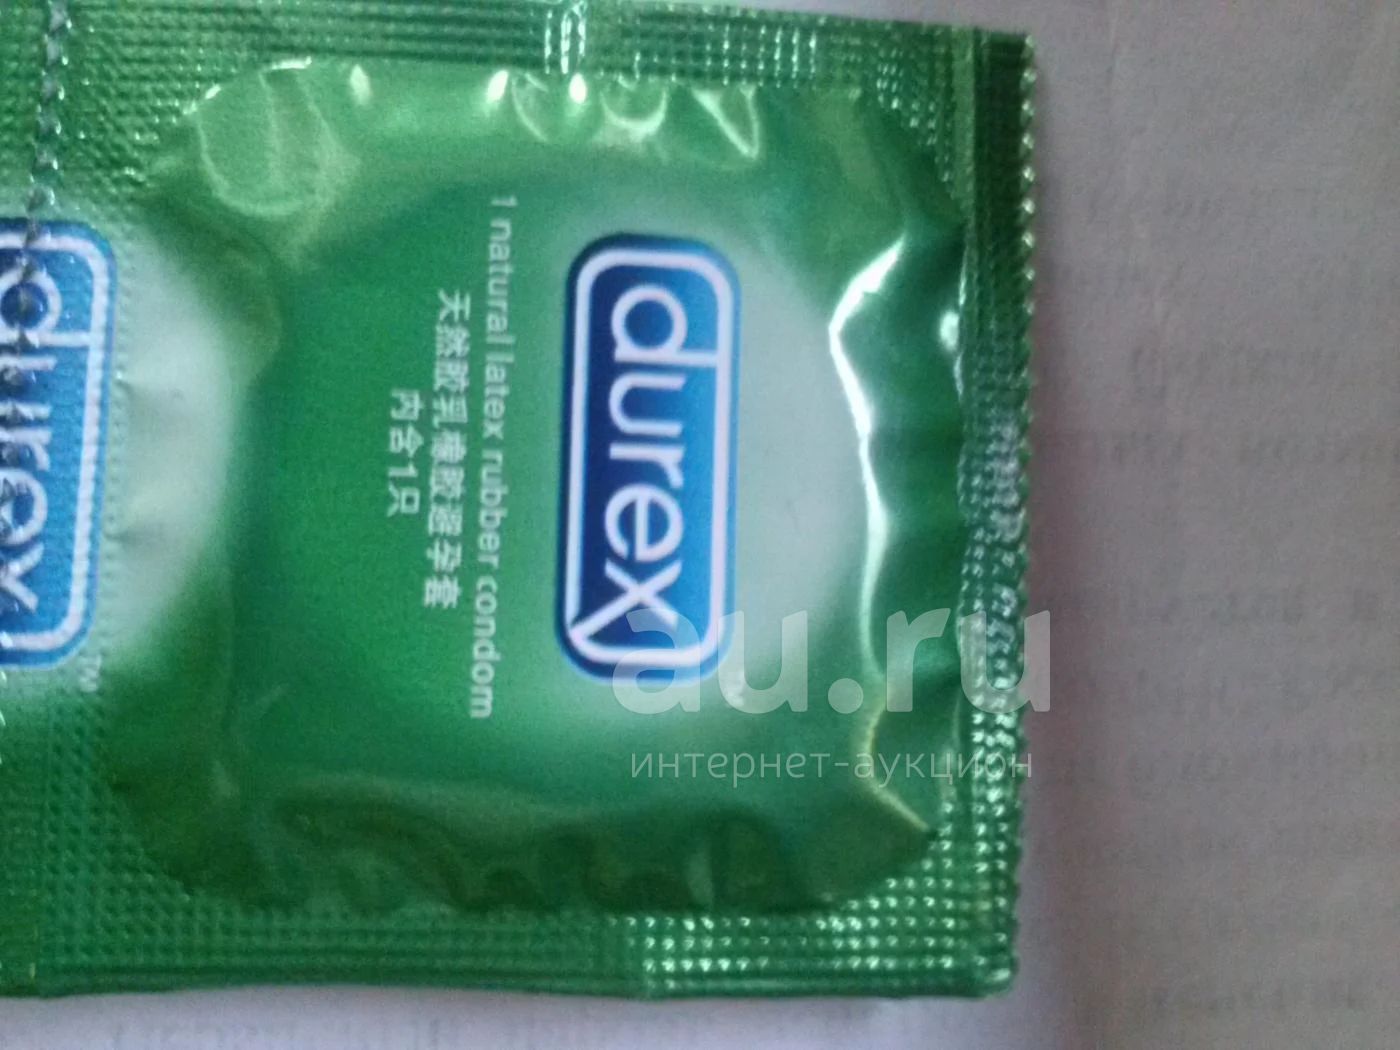 durex
durex
TM
1 natural latex rubber condom
天然胶乳橡胶避孕套
内含1只
au.ru
интернет-аукцион